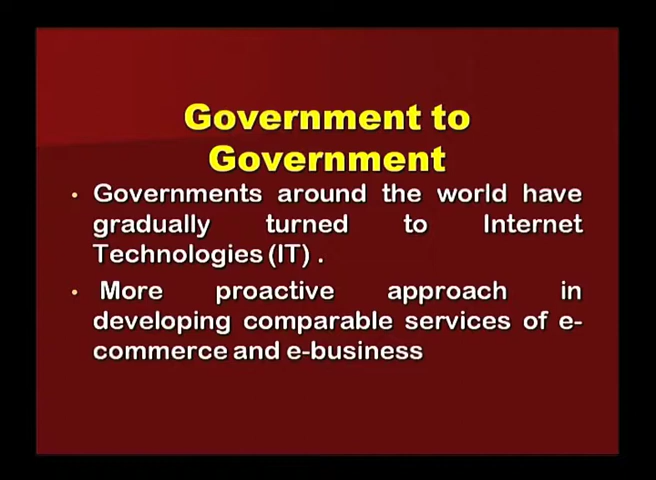 Government to
Government
• Governments around the world have
gradually turned to Internet
Technologies (IT) .
• More proactive approach in
developing comparable services of e-
commerce and e-business